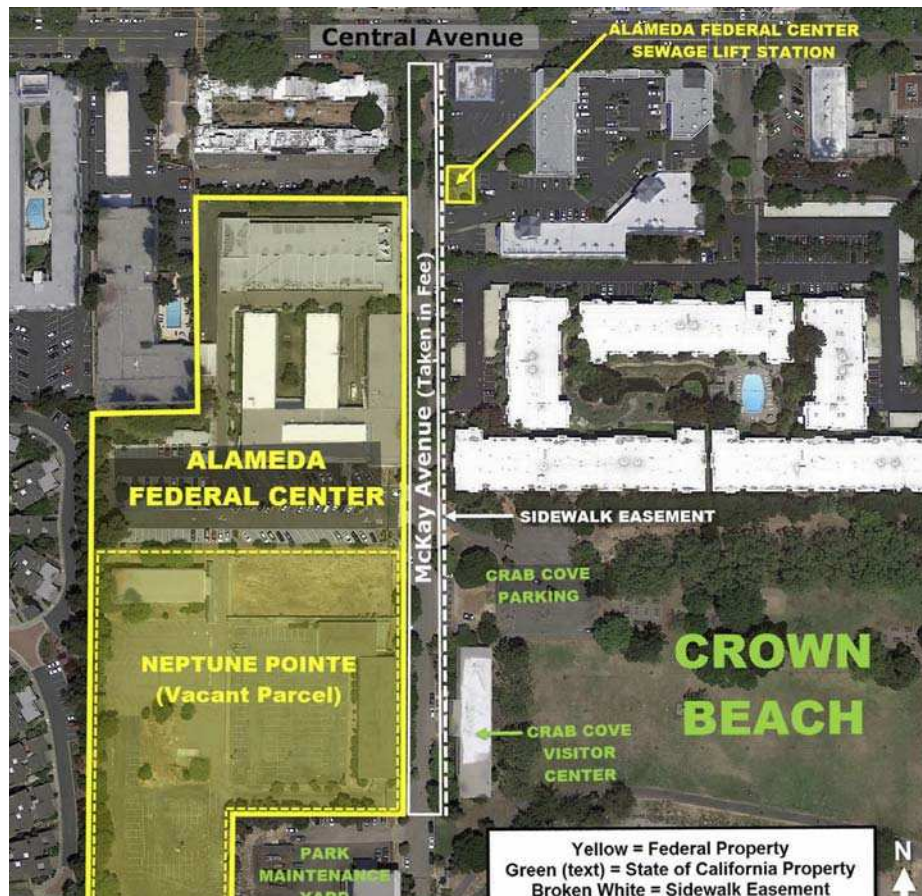 Central Avenue
ALAMEDA FEDERAL CENTER
SEWAGE LIFT STATION
McKay Avenue (Taken in Fee)
ALAMEDA
FEDERAL CENTER
SIDEWALK EASEMENT
CRAB COVE
PARKING
NEPTUNE POINTE
(Vacant Parcel)
CROWN
BEACH
CRAB COVE
VISITOR
CENTER
PARK
MAINTENANCE
YARD
Yellow = Federal Property
Green (text) = State of California Property
Broken White = Sidewalk Easement
N